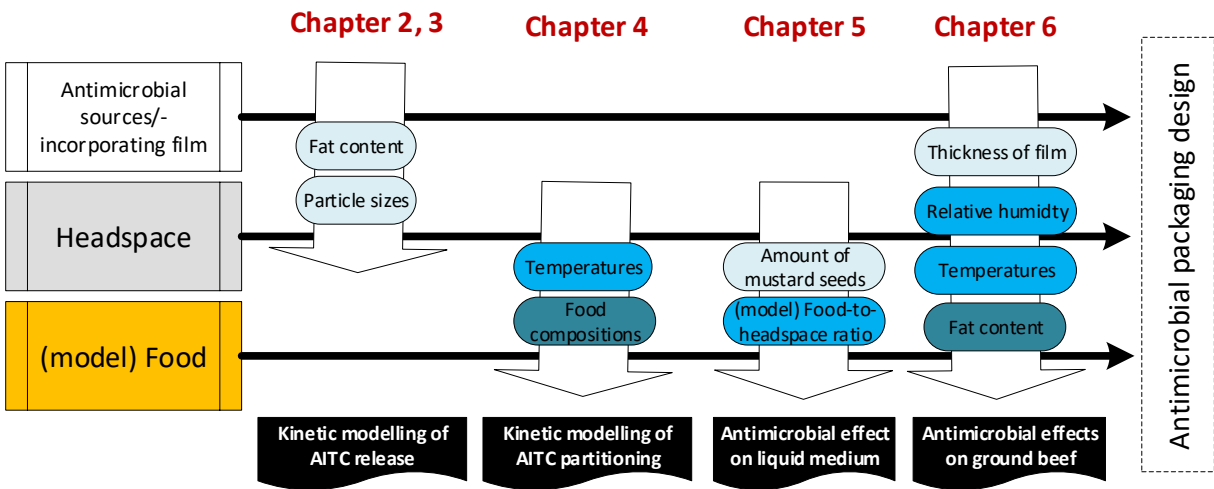 Chapter 2, 3
Chapter 4
Chapter 5
Chapter 6
Antimicrobial
sources/-
incorporating film
Headspace
(model) Food
Fat content
Particle sizes
Temperatures
Food
compositions
Amount of
mustard seeds
(model) Food-to-
headspace ratio
Thickness of film
Relative humidty
Temperatures
Fat content
Kinetic modelling of
AITC release
Kinetic modelling of
AITC partitioning
Antimicrobial effect
on liquid medium
Antimicrobial effects
on ground beef
Antimicrobial packaging design